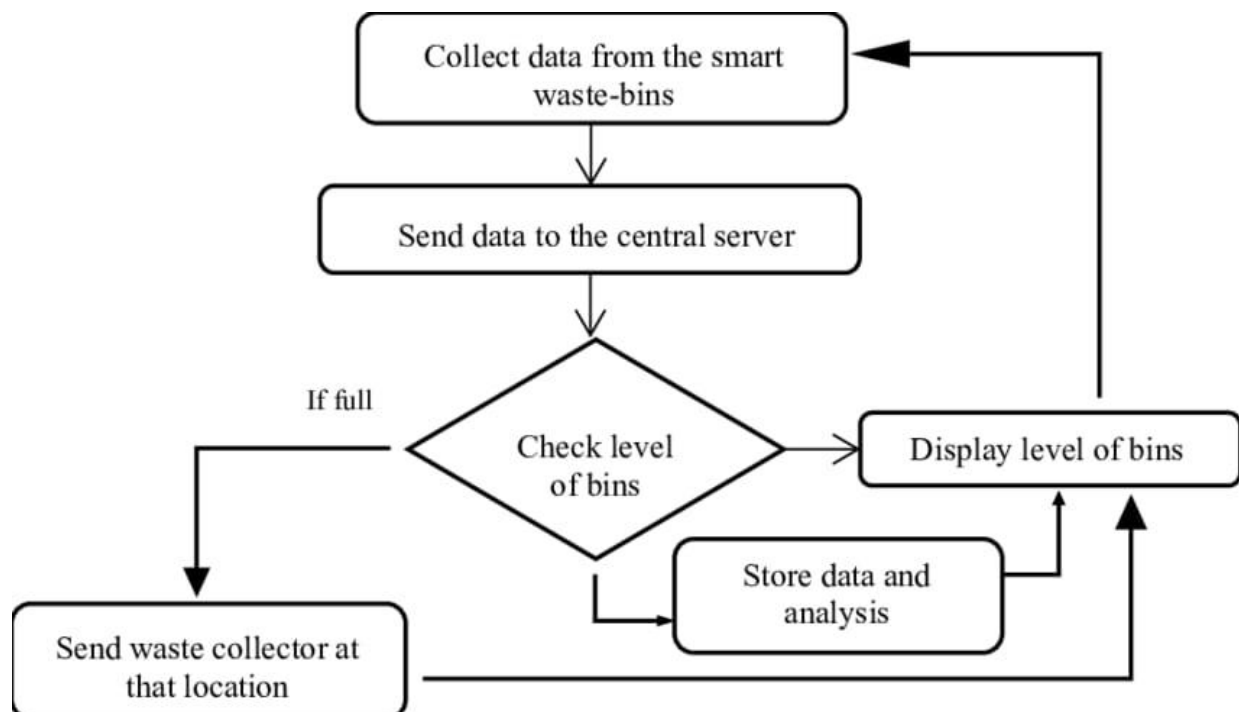 Collect data from the smart
waste-bins
Send data to the central server
If full
Check level
of bins
Display level of bins
Store data and
analysis
Send waste collector at
that location